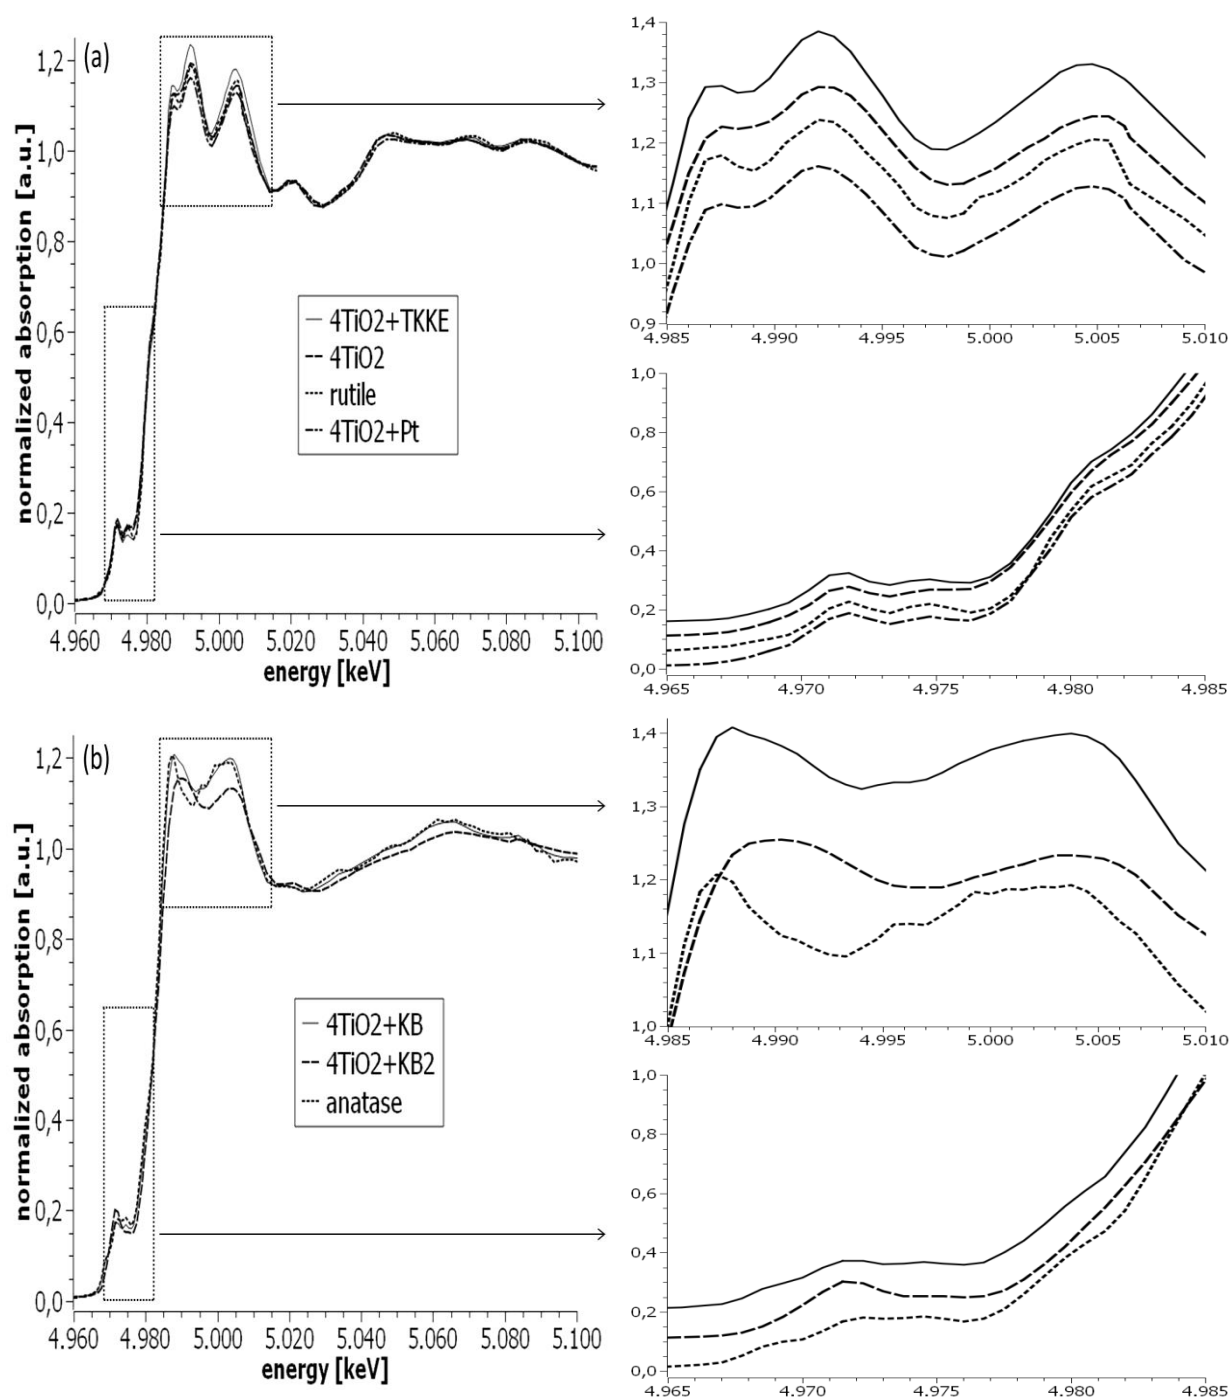 (a)
normalized absorption [a.u.]
1,2
1,0
0,8
0,6
0,4
0,2
0,0
4TiO2+TKKE
4TiO2
rutile
4TiO2+Pt
4.960 4.980 5.000 5.020 5.040 5.060 5.080 5.100
energy [keV]
1,4
1,3
1,2
1,1
1,0
0,9
4.985 4.990 4.995 5.000 5.005 5.010
1,0
0,8
0,6
0,4
0,2
0,0
4.965 4.970 4.975 4.980 4.985
(b)
normalized absorption [a.u.]
1,2
1,0
0,8
0,6
0,4
0,2
0,0
4TiO2+KB
4TiO2+KB2
anatase
4.960 4.980 5.000 5.020 5.040 5.060 5.080 5.100
energy [keV]
1,4
1,3
1,2
1,1
1,0
4.985 4.990 4.995 5.000 5.005 5.010
1,0
0,8
0,6
0,4
0,2
0,0
4.965 4.970 4.975 4.980 4.985